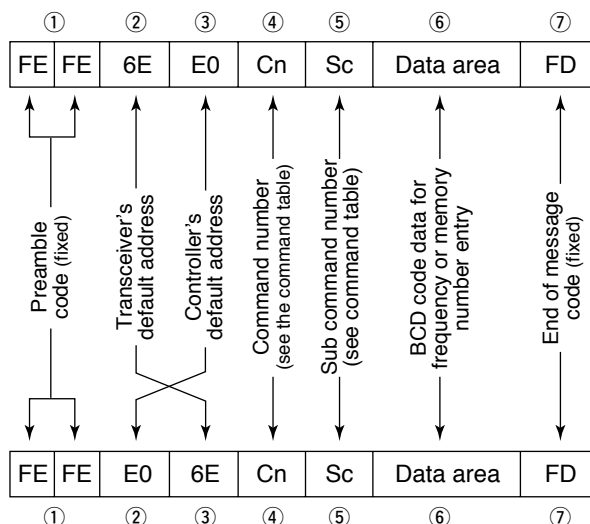 ① ② ③ ④ ⑤ ⑥ ⑦
FE FE 6E E0 Cn Sc Data area FD
Preamble
code (fixed)
Transceiver's
default address
Controller's
default address
Command number
(see the command table)
Sub command number
(see command table)
BCD code data for
frequency or memory
number entry
End of message
code (fixed)
FE FE E0 6E Cn Sc Data area FD
① ② ③ ④ ⑤ ⑥ ⑦